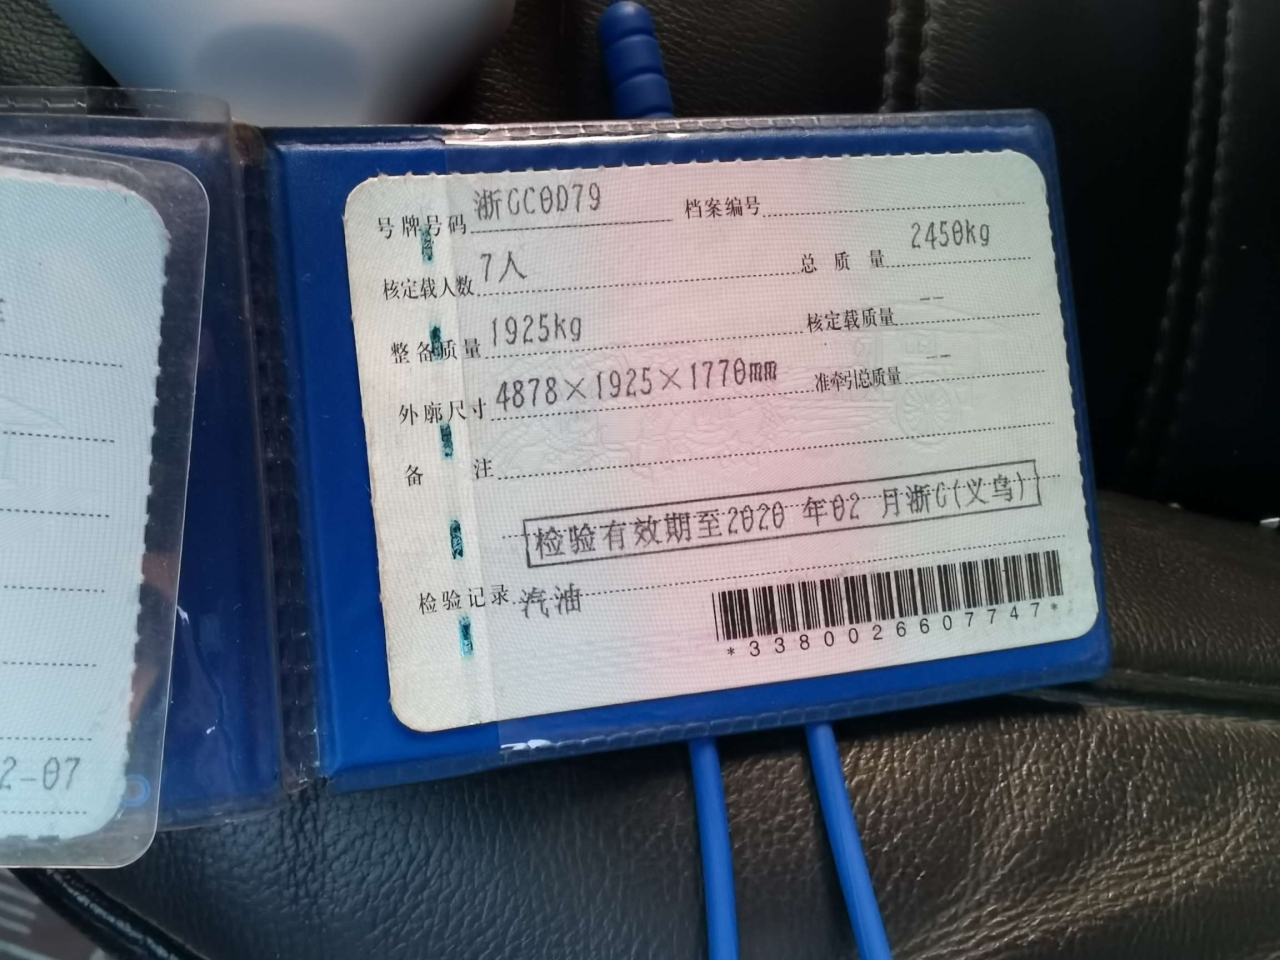 号牌号码 浙GC0D79 档案编号
核定载人数 7人 总质量 2450kg
整备质量 1925kg 核定载质量 --
外廓尺寸 4878×1925×1770mm 准牵引总质量 --
备注
检验有效期至2020 年02 月浙G(义乌)
检验记录 汽油
*3380026607747*
2-07